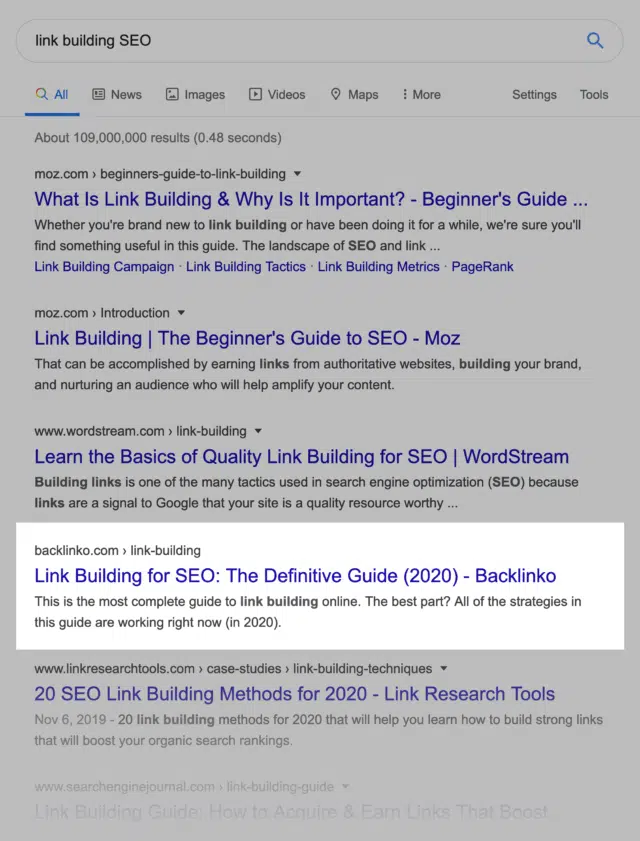 link building SEO
All News Images Videos Maps More Settings Tools
About 109,000,000 results (0.48 seconds)
moz.com › beginners-guide-to-link-building
What Is Link Building & Why Is It Important? - Beginner's Guide ...
Whether you're brand new to link building or have been doing it for a while, we're sure you'll
find something useful in this guide. The landscape of SEO and link ...
Link Building Campaign · Link Building Tactics · Link Building Metrics · PageRank
moz.com › Introduction
Link Building | The Beginner's Guide to SEO - Moz
That can be accomplished by earning links from authoritative websites, building your brand,
and nurturing an audience who will help amplify your content.
www.wordstream.com › link-building
Learn the Basics of Quality Link Building for SEO | WordStream
Building links is one of the many tactics used in search engine optimization (SEO) because
links are a signal to Google that your site is a quality resource worthy ...
backlinko.com › link-building
Link Building for SEO: The Definitive Guide (2020) - Backlinko
This is the most complete guide to link building online. The best part? All of the strategies in
this guide are working right now (in 2020).
www.linkresearchtools.com › case-studies › link-building-techniques
20 SEO Link Building Methods for 2020 - Link Research Tools
Nov 6, 2019 - 20 link building methods for 2020 that will help you learn how to build strong links
that will boost your organic search rankings.
www.searchenginejournal.com › link-building-guide
Link Building Guide: How to Acquire & Earn Links That Boost...